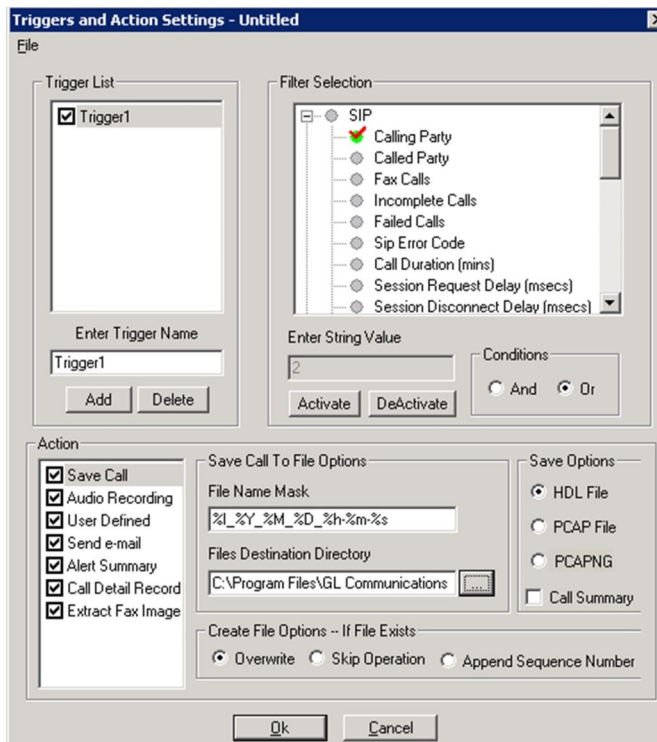 Triggers and Action Settings - Untitled
File
Trigger List
Trigger1
Enter Trigger Name
Trigger1
Add Delete
Filter Selection
SIP
Calling Party
Called Party
Fax Calls
Incomplete Calls
Failed Calls
Sip Error Code
Call Duration (mins)
Session Request Delay (msecs)
Session Disconnect Delay (msecs)
Enter String Value
2
Activate DeActivate
Conditions
And Or
Action
Save Call
Audio Recording
User Defined
Send e-mail
Alert Summary
Call Detail Record
Extract Fax Image
Save Call To File Options
File Name Mask
%I_%Y_%M_%D_%h-%m-%s
Files Destination Directory
C:\Program Files\GL Communications
...
Save Options
HDL File
PCAP File
PCAPNG
Call Summary
Create File Options -- If File Exists
Overwrite Skip Operation Append Sequence Number
Ok Cancel